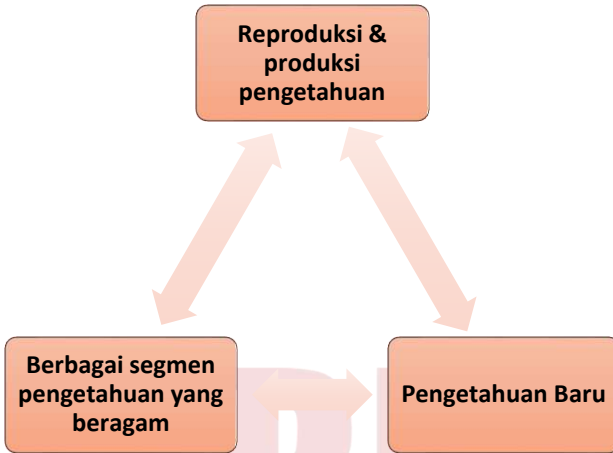 Reproduksi &
produksi
pengetahuan
Berbagai segmen
pengetahuan yang
beragam
Pengetahuan Baru